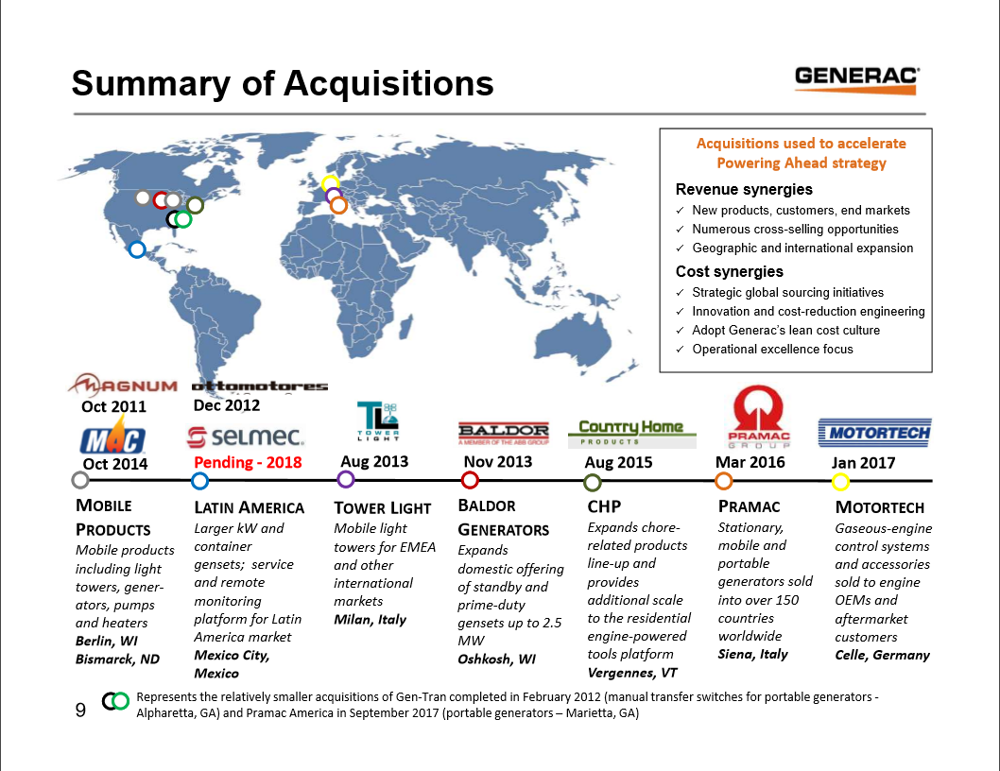 Summary of Acquisitions
GENERAC®
Acquisitions used to accelerate
Powering Ahead strategy
Revenue synergies
✓ New products, customers, end markets
✓ Numerous cross-selling opportunities
✓ Geographic and international expansion
Cost synergies
✓ Strategic global sourcing initiatives
✓ Innovation and cost-reduction engineering
✓ Adopt Generac's lean cost culture
✓ Operational excellence focus
MAGNUM
Oct 2011
MAC
Oct 2014
MOBILE
PRODUCTS
Mobile products
including light
towers, gener-
ators, pumps
and heaters
Berlin, WI
Bismarck, ND
ottomotores
Dec 2012
SELMEC
Pending - 2018
LATIN AMERICA
Larger kW and
container
gensets; service
and remote
monitoring
platform for Latin
America market
Mexico City,
Mexico
TL
TOWER
LIGHT
Aug 2013
TOWER LIGHT
Mobile light
towers for EMEA
and other
international
markets
Milan, Italy
BALDOR
A MEMBER OF THE ABB GROUP
Nov 2013
BALDOR
GENERATORS
Expands
domestic offering
of standby and
prime-duty
gensets up to 2.5
MW
Oshkosh, WI
Country Home
PRODUCTS
Aug 2015
CHP
Expands chore-
related products
line-up and
provides
additional scale
to the residential
engine-powered
tools platform
Vergennes, VT
PRAMAC
GROUP
Mar 2016
PRAMAC
Stationary,
mobile and
portable
generators sold
into over 150
countries
worldwide
Siena, Italy
MOTORTECH
Jan 2017
MOTORTECH
Gaseous-engine
control systems
and accessories
sold to engine
OEMs and
aftermarket
customers
Celle, Germany
9
Represents the relatively smaller acquisitions of Gen-Tran completed in February 2012 (manual transfer switches for portable generators -
Alpharetta, GA) and Pramac America in September 2017 (portable generators – Marietta, GA)